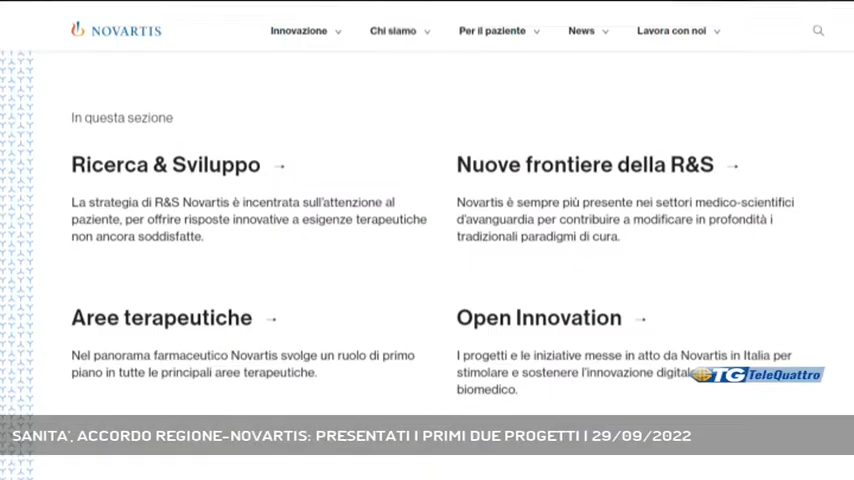 NOVARTIS
Innovazione
Chi siamo
Per il paziente
News
Lavora con noi
In questa sezione
Ricerca & Sviluppo →
La strategia di R&S Novartis è incentrata sull'attenzione al
paziente, per offrire risposte innovative a esigenze terapeutiche
non ancora soddisfatte.
Nuove frontiere della R&S →
Novartis è sempre più presente nei settori medico-scientifici
d'avanguardia per contribuire a modificare in profondità i
tradizionali paradigmi di cura.
Aree terapeutiche →
Nel panorama farmaceutico Novartis svolge un ruolo di primo
piano in tutte le principali aree terapeutiche.
Open Innovation →
I progetti e le iniziative messe in atto da Novartis in Italia per
stimolare e sostenere l'innovazione digitale
biomedico.
TG TeleQuattro
SANITA', ACCORDO REGIONE-NOVARTIS: PRESENTATI I PRIMI DUE PROGETTI | 29/09/2022